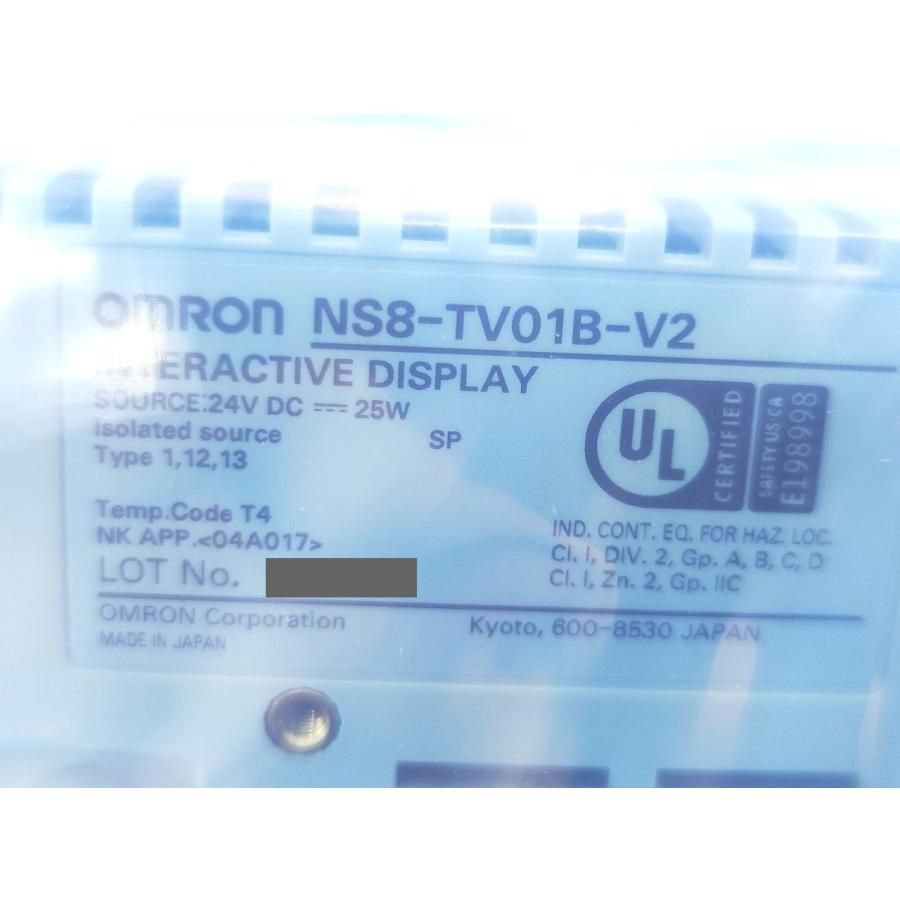 OMRON NS8-TV01B-V2
INTERACTIVE DISPLAY
SOURCE:24V DC ⎓ 25W
Isolated source SP
Type 1,12,13
UL CERTIFIED
SAFETY US-CA
E198998
Temp.Code T4
NK APP.<04A017>
LOT No.
IND. CONT. EQ. FOR HAZ. LOC.
Cl. I, DIV. 2, Gp. A, B, C, D
Cl. I, Zn. 2, Gp. IIC
OMRON Corporation
Kyoto, 600-8530 JAPAN
MADE IN JAPAN